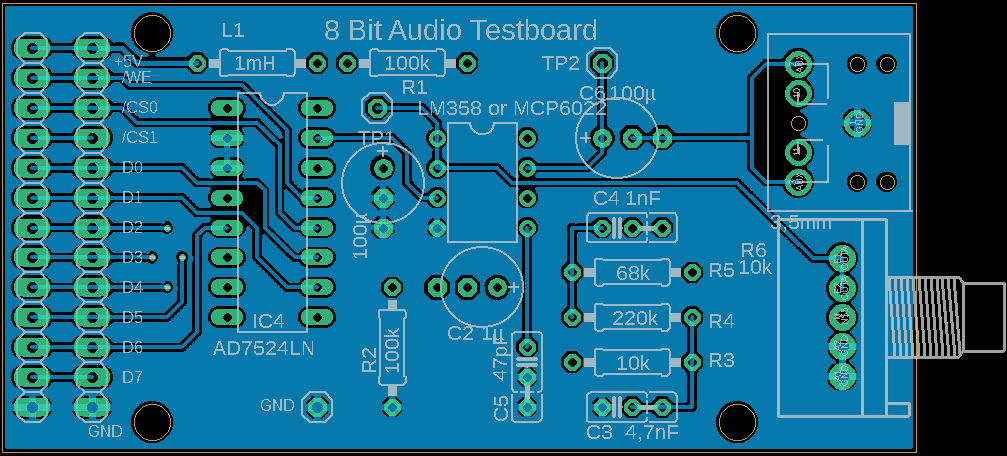 8 Bit Audio Testboard
L1
1mH
100k
R1
TP2
C6 100µ
LM358 or MCP6022
TP1
+5V
/WE
/CS0
/CS1
D0
D1
D2
D3
D4
D5
D6
D7
GND
100µ
+
+
+
C4 1nF
3,5mm
R6
10k
68k
R5
220k
R4
10k
R3
C3 4,7nF
C2 1µ
47pF
C5
R2
100k
IC4
AD7524LN
GND
GND